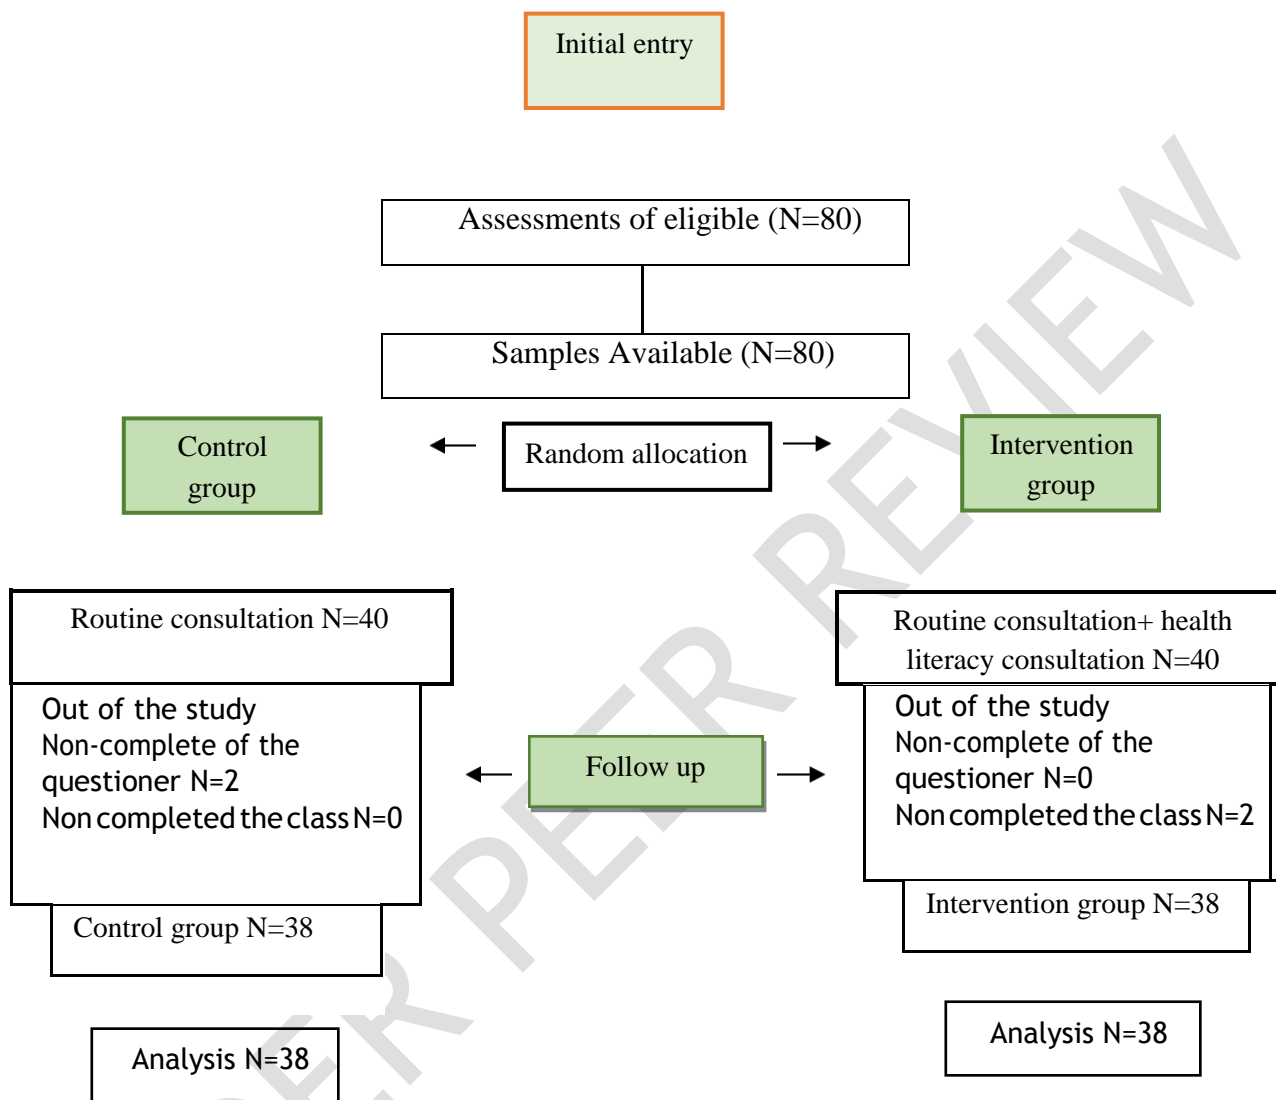 Initial entry
Assessments of eligible (N=80)
Samples Available (N=80)
Control
group
Random allocation
Intervention
group
Routine consultation N=40
Routine consultation+ health
literacy consultation N=40
Out of the study
Non-complete of the
questioner N=2
Non completed the class N=0
Follow up
Out of the study
Non-complete of the
questioner N=0
Non completed the class N=2
Control group N=38
Intervention group N=38
Analysis N=38
Analysis N=38
ER PEER REVIEW